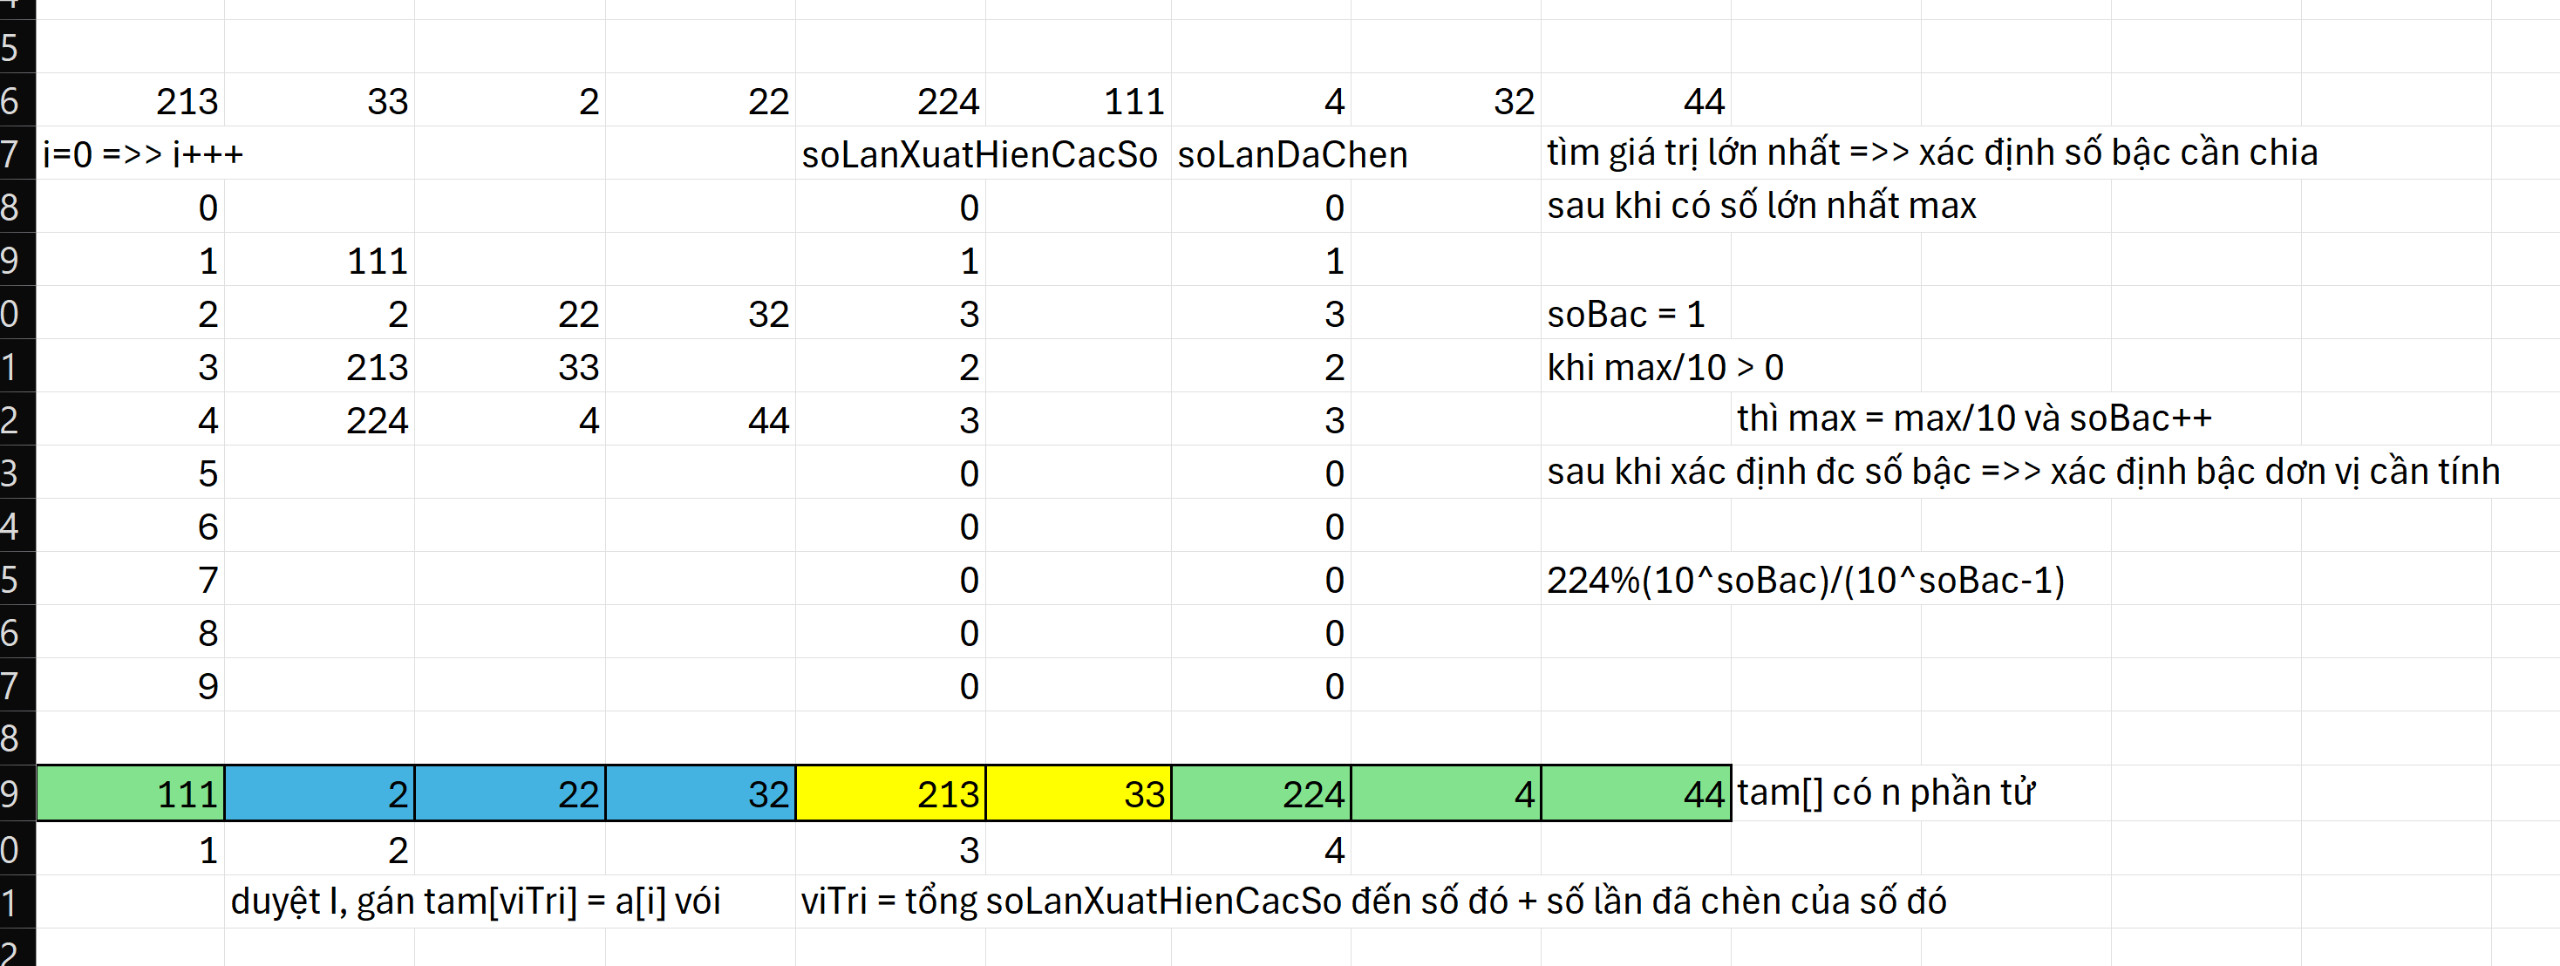 5
6 213 33 2 22 224 111 4 32 44
7 i=0 =>> i+++ soLanXuatHienCacSo soLanDaChen tìm giá trị lớn nhất =>> xác định số bậc cần chia
8 0 0 0 sau khi có số lớn nhất max
9 1 111 1 1
0 2 2 22 32 3 3 soBac = 1
1 3 213 33 2 2 khi max/10 > 0
2 4 224 4 44 3 3 thì max = max/10 và soBac++
3 5 0 0 sau khi xác định đc số bậc =>> xác định bậc dơn vị cần tính
4 6 0 0
5 7 0 0 224%(10^soBac)/(10^soBac-1)
6 8 0 0
7 9 0 0
8
9 111 2 22 32 213 33 224 4 44 tam[] có n phần tử
0 1 2 3 4
1 duyệt I, gán tam[viTri] = a[i] vói viTri = tổng soLanXuatHienCacSo đến số đó + số lần đã chèn của số đó
2